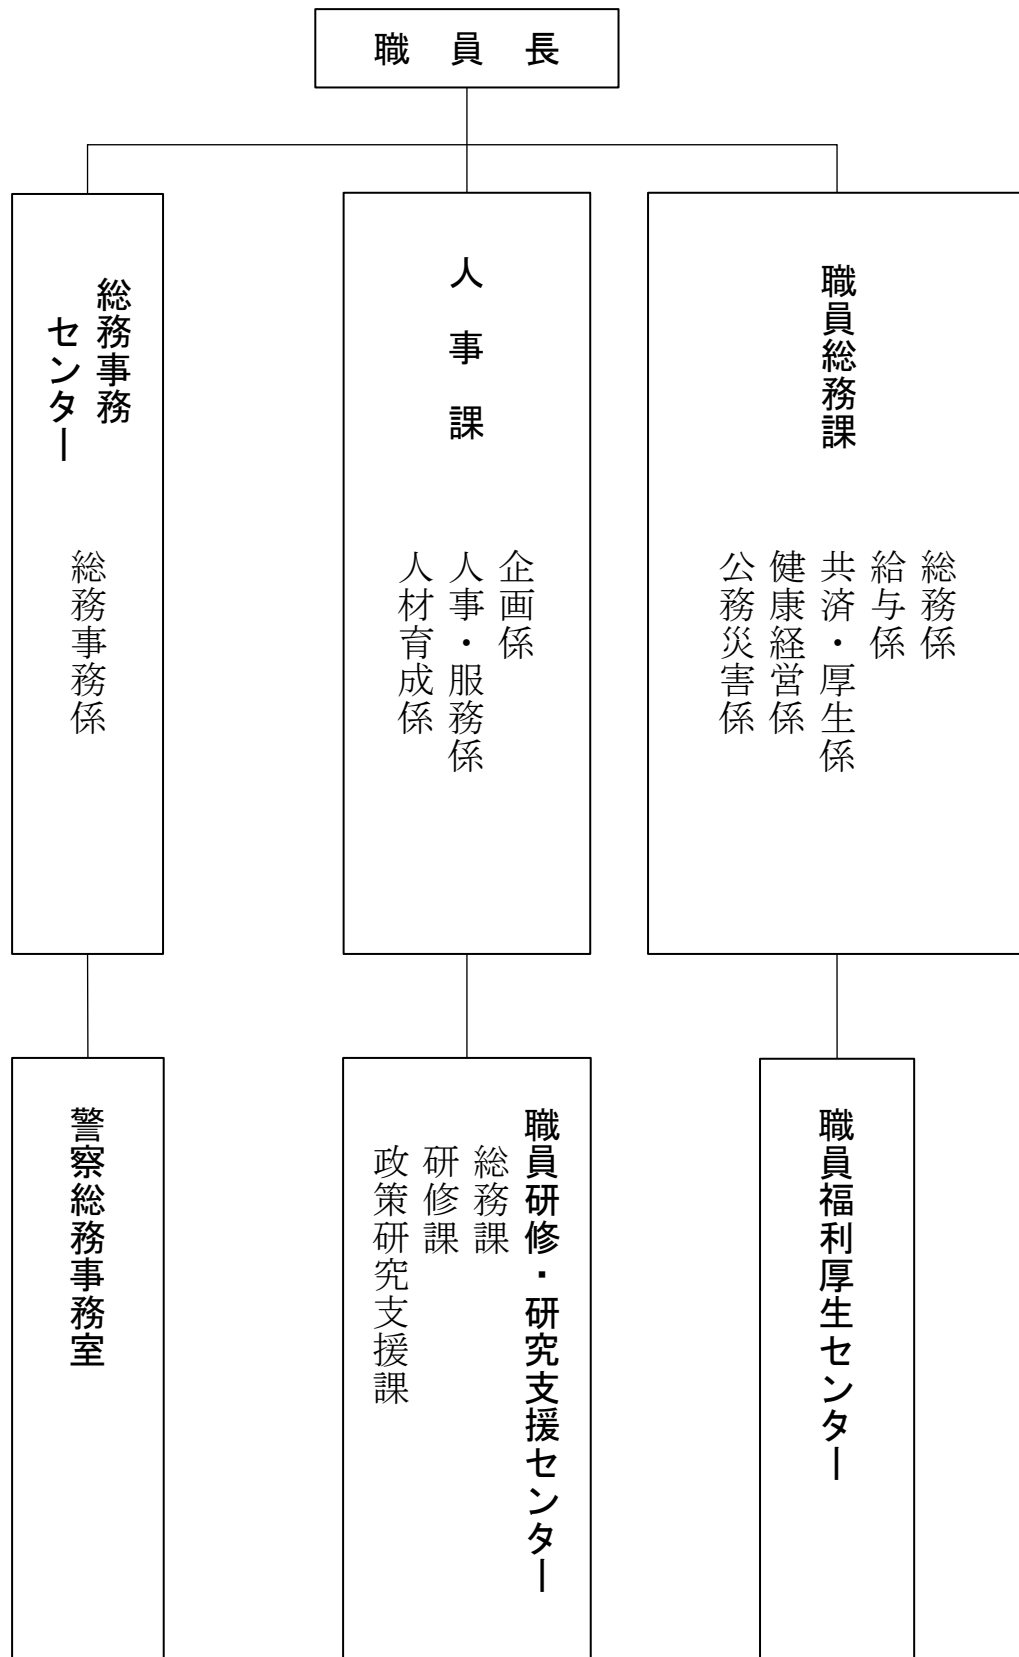 職員長
職員総務課
総務係
給与係
共済・厚生係
健康経営係
公務災害係
人事課
企画係
人事・服務係
人材育成係
総務事務
センター
総務事務係
職員福利厚生センター
職員研修・研究支援センター
総務課
研修課
政策研究支援課
警察総務事務室